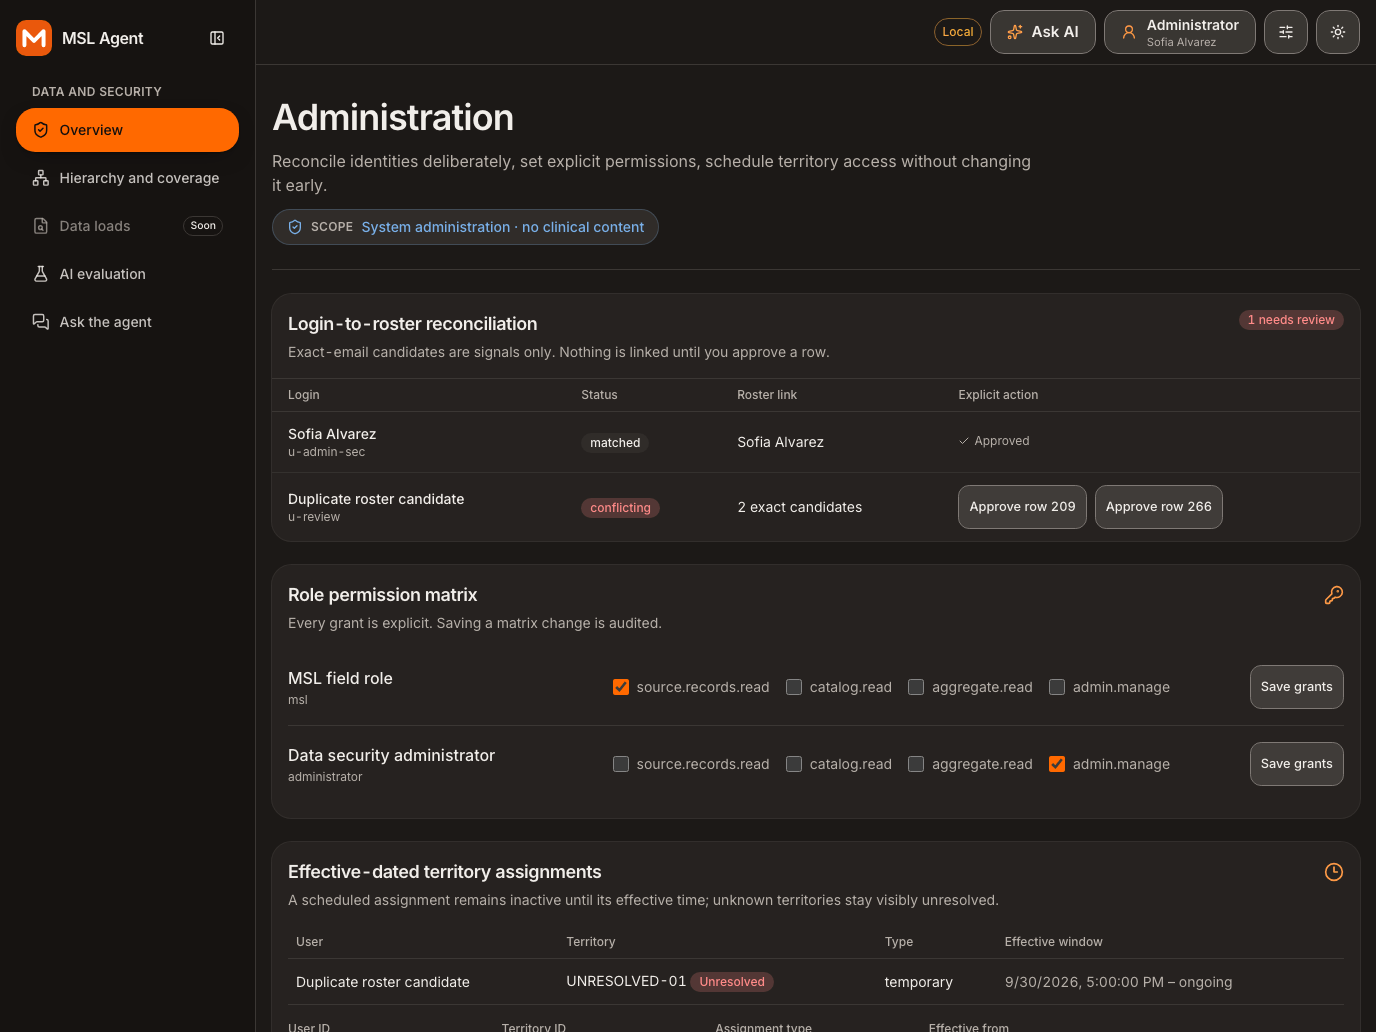 MSL Agent
Local
Ask AI
Administrator
Sofia Alvarez
DATA AND SECURITY
Overview
Hierarchy and coverage
Data loads
Soon
AI evaluation
Ask the agent
Administration
Reconcile identities deliberately, set explicit permissions, schedule territory access without changing
it early.
SCOPE System administration · no clinical content
Login-to-roster reconciliation
1 needs review
Exact-email candidates are signals only. Nothing is linked until you approve a row.
Login Status Roster link Explicit action
Sofia Alvarez
u-admin-sec
matched
Sofia Alvarez
Approved
Duplicate roster candidate
u-review
conflicting
2 exact candidates
Approve row 209
Approve row 266
Role permission matrix
Every grant is explicit. Saving a matrix change is audited.
MSL field role
msl
source.records.read catalog.read aggregate.read admin.manage
Save grants
Data security administrator
administrator
source.records.read catalog.read aggregate.read admin.manage
Save grants
Effective-dated territory assignments
A scheduled assignment remains inactive until its effective time; unknown territories stay visibly unresolved.
User Territory Type Effective window
Duplicate roster candidate UNRESOLVED-01 Unresolved temporary 9/30/2026, 5:00:00 PM – ongoing
User ID Territory ID Assignment type Effective from